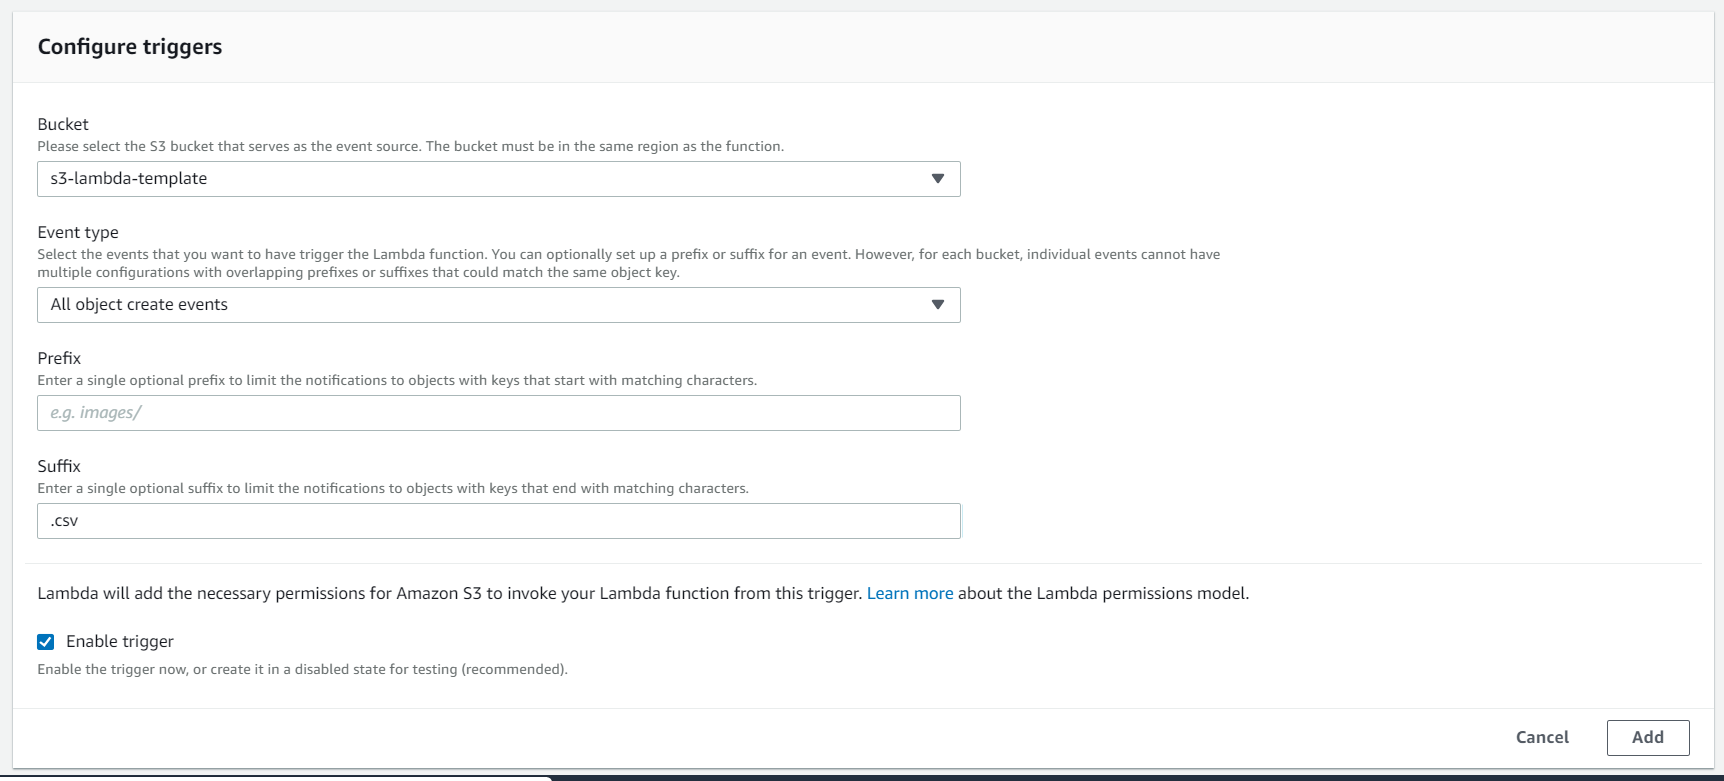 Configure triggers
Bucket
Please select the S3 bucket that serves as the event source. The bucket must be in the same region as the function.
s3-lambda-template
Event type
Select the events that you want to have trigger the Lambda function. You can optionally set up a prefix or suffix for an event. However, for each bucket, individual events cannot have
multiple configurations with overlapping prefixes or suffixes that could match the same object key.
All object create events
Prefix
Enter a single optional prefix to limit the notifications to objects with keys that start with matching characters.
e.g. images/
Suffix
Enter a single optional suffix to limit the notifications to objects with keys that end with matching characters.
.csv
Lambda will add the necessary permissions for Amazon S3 to invoke your Lambda function from this trigger. Learn more about the Lambda permissions model.
Enable trigger
Enable the trigger now, or create it in a disabled state for testing (recommended).
Cancel Add